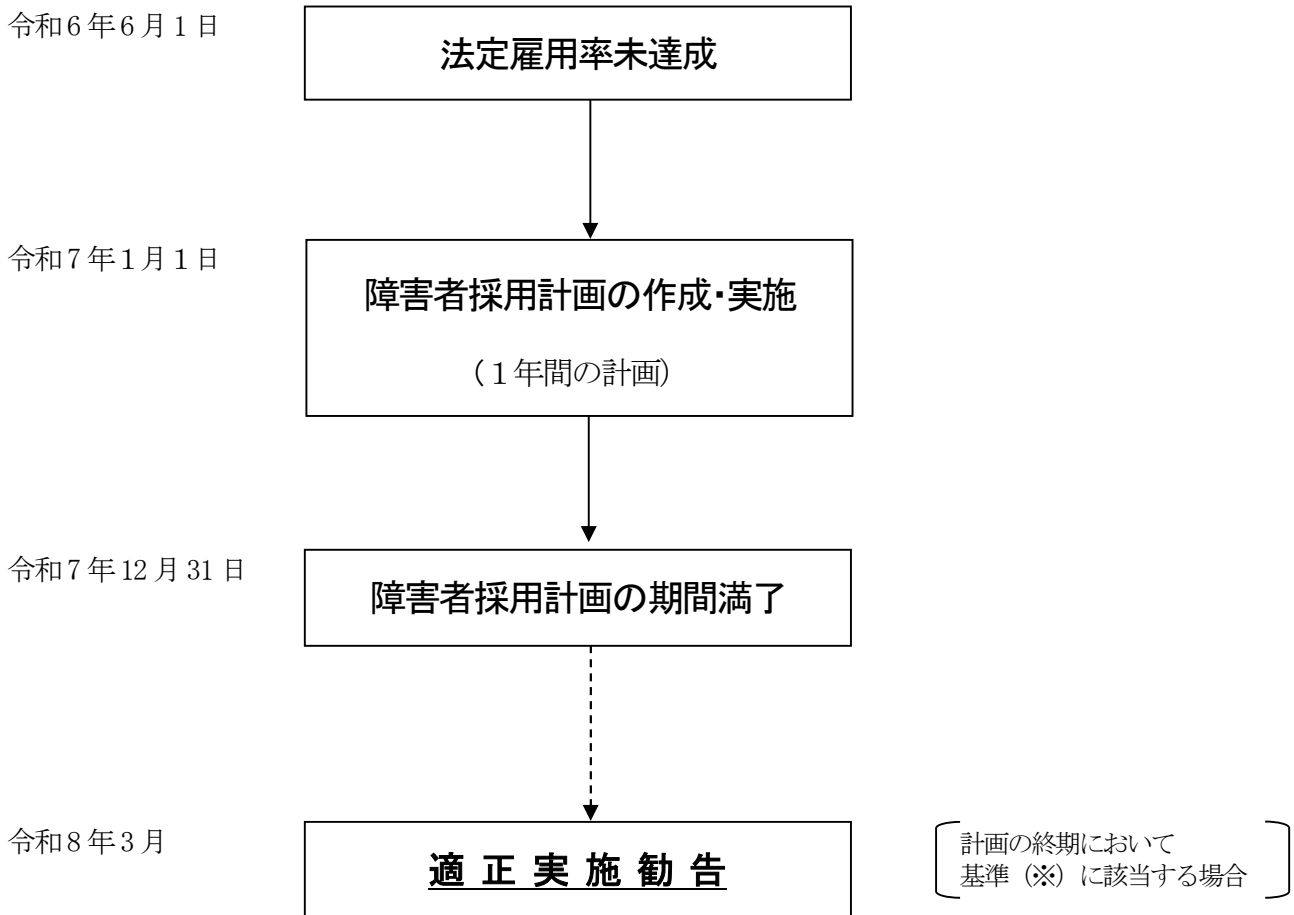 令和6年6月1日
法定雇用率未達成
令和7年1月1日
障害者採用計画の作成・実施
(1年間の計画)
令和7年12月31日
障害者採用計画の期間満了
令和8年3月
適正実施勧告
計画の終期において
基準(※)に該当する場合